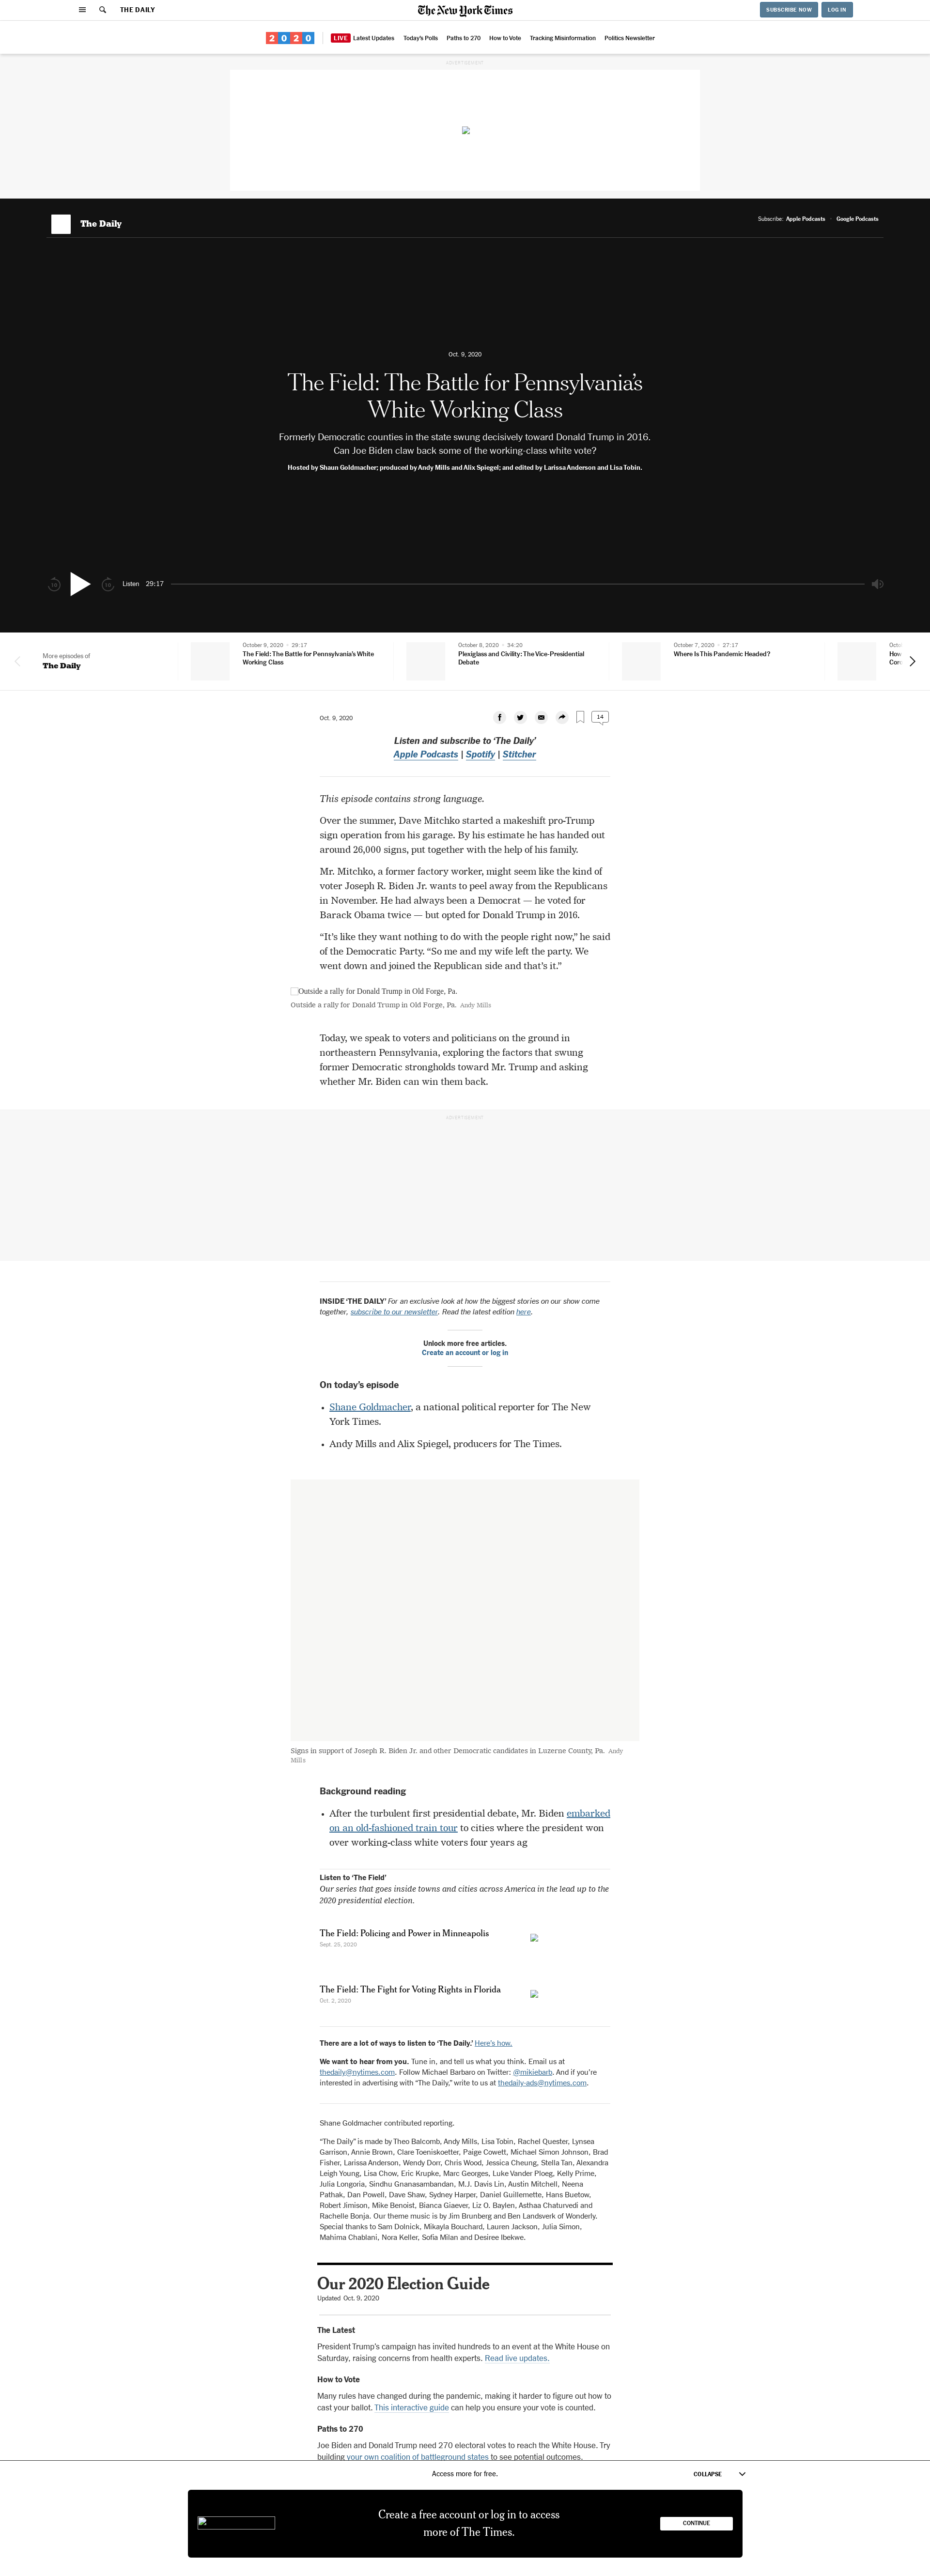 THE DAILY
The New York Times
SUBSCRIBE NOW
LOG IN
2020
LIVE Latest Updates
Today's Polls
Paths to 270
How to Vote
Tracking Misinformation
Politics Newsletter
ADVERTISEMENT
The Daily
Subscribe: Apple Podcasts · Google Podcasts
Oct. 9, 2020
The Field: The Battle for Pennsylvania's
White Working Class
Formerly Democratic counties in the state swung decisively toward Donald Trump in 2016.
Can Joe Biden claw back some of the working-class white vote?
Hosted by Shaun Goldmacher; produced by Andy Mills and Alix Spiegel; and edited by Larissa Anderson and Lisa Tobin.
10
10
Listen 29:17
More episodes of
The Daily
October 9, 2020 · 29:17
The Field: The Battle for Pennsylvania's White
Working Class
October 8, 2020 · 34:20
Plexiglass and Civility: The Vice-Presidential
Debate
October 7, 2020 · 27:17
Where Is This Pandemic Headed?
Oct. 9, 2020
14
Listen and subscribe to ‘The Daily’
Apple Podcasts | Spotify | Stitcher
This episode contains strong language.
Over the summer, Dave Mitchko started a makeshift pro-Trump
sign operation from his garage. By his estimate he has handed out
around 26,000 signs, put together with the help of his family.
Mr. Mitchko, a former factory worker, might seem like the kind of
voter Joseph R. Biden Jr. wants to peel away from the Republicans
in November. He had always been a Democrat — he voted for
Barack Obama twice — but opted for Donald Trump in 2016.
“It’s like they want nothing to do with the people right now,” he said
of the Democratic Party. “So me and my wife left the party. We
went down and joined the Republican side and that’s it.”
Outside a rally for Donald Trump in Old Forge, Pa.
Outside a rally for Donald Trump in Old Forge, Pa. Andy Mills
Today, we speak to voters and politicians on the ground in
northeastern Pennsylvania, exploring the factors that swung
former Democratic strongholds toward Mr. Trump and asking
whether Mr. Biden can win them back.
ADVERTISEMENT
INSIDE ‘THE DAILY’ For an exclusive look at how the biggest stories on our show come
together, subscribe to our newsletter. Read the latest edition here.
Unlock more free articles.
Create an account or log in
On today’s episode
• Shane Goldmacher, a national political reporter for The New
York Times.
• Andy Mills and Alix Spiegel, producers for The Times.
Signs in support of Joseph R. Biden Jr. and other Democratic candidates in Luzerne County, Pa. Andy
Mills
Background reading
• After the turbulent first presidential debate, Mr. Biden embarked
on an old-fashioned train tour to cities where the president won
over working-class white voters four years ag
Listen to ‘The Field’
Our series that goes inside towns and cities across America in the lead up to the
2020 presidential election.
The Field: Policing and Power in Minneapolis
Sept. 25, 2020
The Field: The Fight for Voting Rights in Florida
Oct. 2, 2020
There are a lot of ways to listen to ‘The Daily.’ Here’s how.
We want to hear from you. Tune in, and tell us what you think. Email us at
thedaily@nytimes.com. Follow Michael Barbaro on Twitter: @mikiebarb. And if you’re
interested in advertising with “The Daily,” write to us at thedaily-ads@nytimes.com.
Shane Goldmacher contributed reporting.
“The Daily” is made by Theo Balcomb, Andy Mills, Lisa Tobin, Rachel Quester, Lynsea
Garrison, Annie Brown, Clare Toeniskoetter, Paige Cowett, Michael Simon Johnson, Brad
Fisher, Larissa Anderson, Wendy Dorr, Chris Wood, Jessica Cheung, Stella Tan, Alexandra
Leigh Young, Lisa Chow, Eric Krupke, Marc Georges, Luke Vander Ploeg, Kelly Prime,
Julia Longoria, Sindhu Gnanasambandan, M.J. Davis Lin, Austin Mitchell, Neena
Pathak, Dan Powell, Dave Shaw, Sydney Harper, Daniel Guillemette, Hans Buetow,
Robert Jimison, Mike Benoist, Bianca Giaever, Liz O. Baylen, Asthaa Chaturvedi and
Rachelle Bonja. Our theme music is by Jim Brunberg and Ben Landsverk of Wonderly.
Special thanks to Sam Dolnick, Mikayla Bouchard, Lauren Jackson, Julia Simon,
Mahima Chablani, Nora Keller, Sofia Milan and Desiree Ibekwe.
Our 2020 Election Guide
Updated Oct. 9, 2020
The Latest
President Trump’s campaign has invited hundreds to an event at the White House on
Saturday, raising concerns from health experts. Read live updates.
How to Vote
Many rules have changed during the pandemic, making it harder to figure out how to
cast your ballot. This interactive guide can help you ensure your vote is counted.
Paths to 270
Joe Biden and Donald Trump need 270 electoral votes to reach the White House. Try
building your own coalition of battleground states to see potential outcomes.
Access more for free.
COLLAPSE
Create a free account or log in to access
more of The Times.
CONTINUE